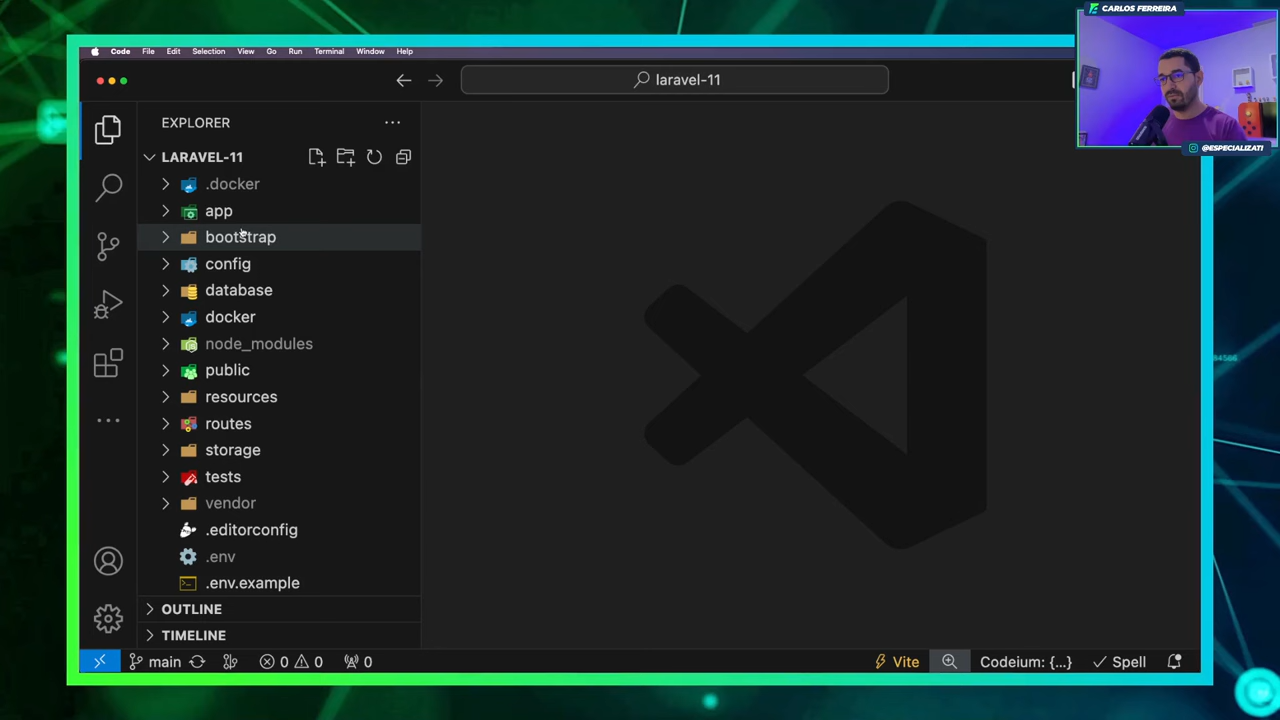 CARLOS FERREIRA
Code File Edit Selection View Go Run Terminal Window Help
laravel-11
@ESPECIALIZATI
EXPLORER
LARAVEL-11
.docker
app
bootstrap
config
database
docker
node_modules
public
resources
routes
storage
tests
vendor
.editorconfig
.env
.env.example
OUTLINE
TIMELINE
main 0 0 0 Vite Codeium: {...} Spell
84566